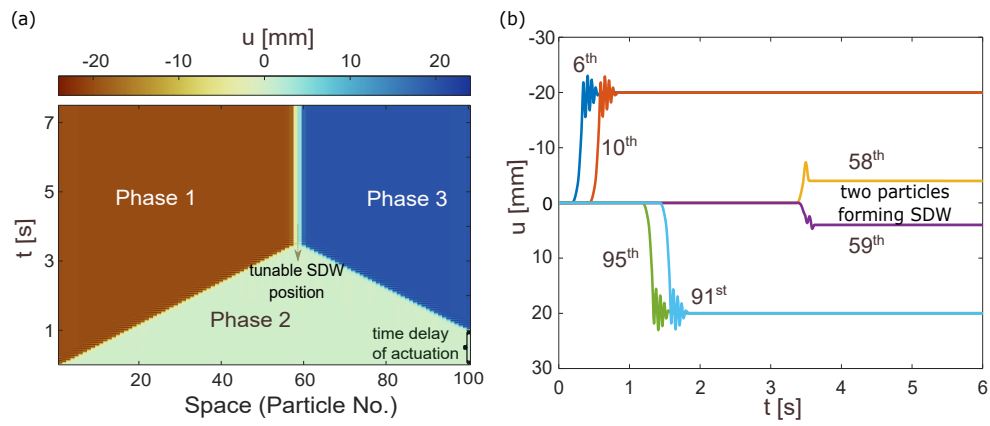 (a)
u [mm]
-20 -10 0 10 20
7
5
3
1
t [s]
Phase 1
Phase 3
tunable SDW
position
Phase 2
time delay
of actuation
20 40 60 80 100
Space (Particle No.)
(b)
-30
-20
-10
0
10
20
30
u [mm]
6th
10th
58th
two particles
forming SDW
59th
95th
91st
0 1 2 3 4 5 6
t [s]